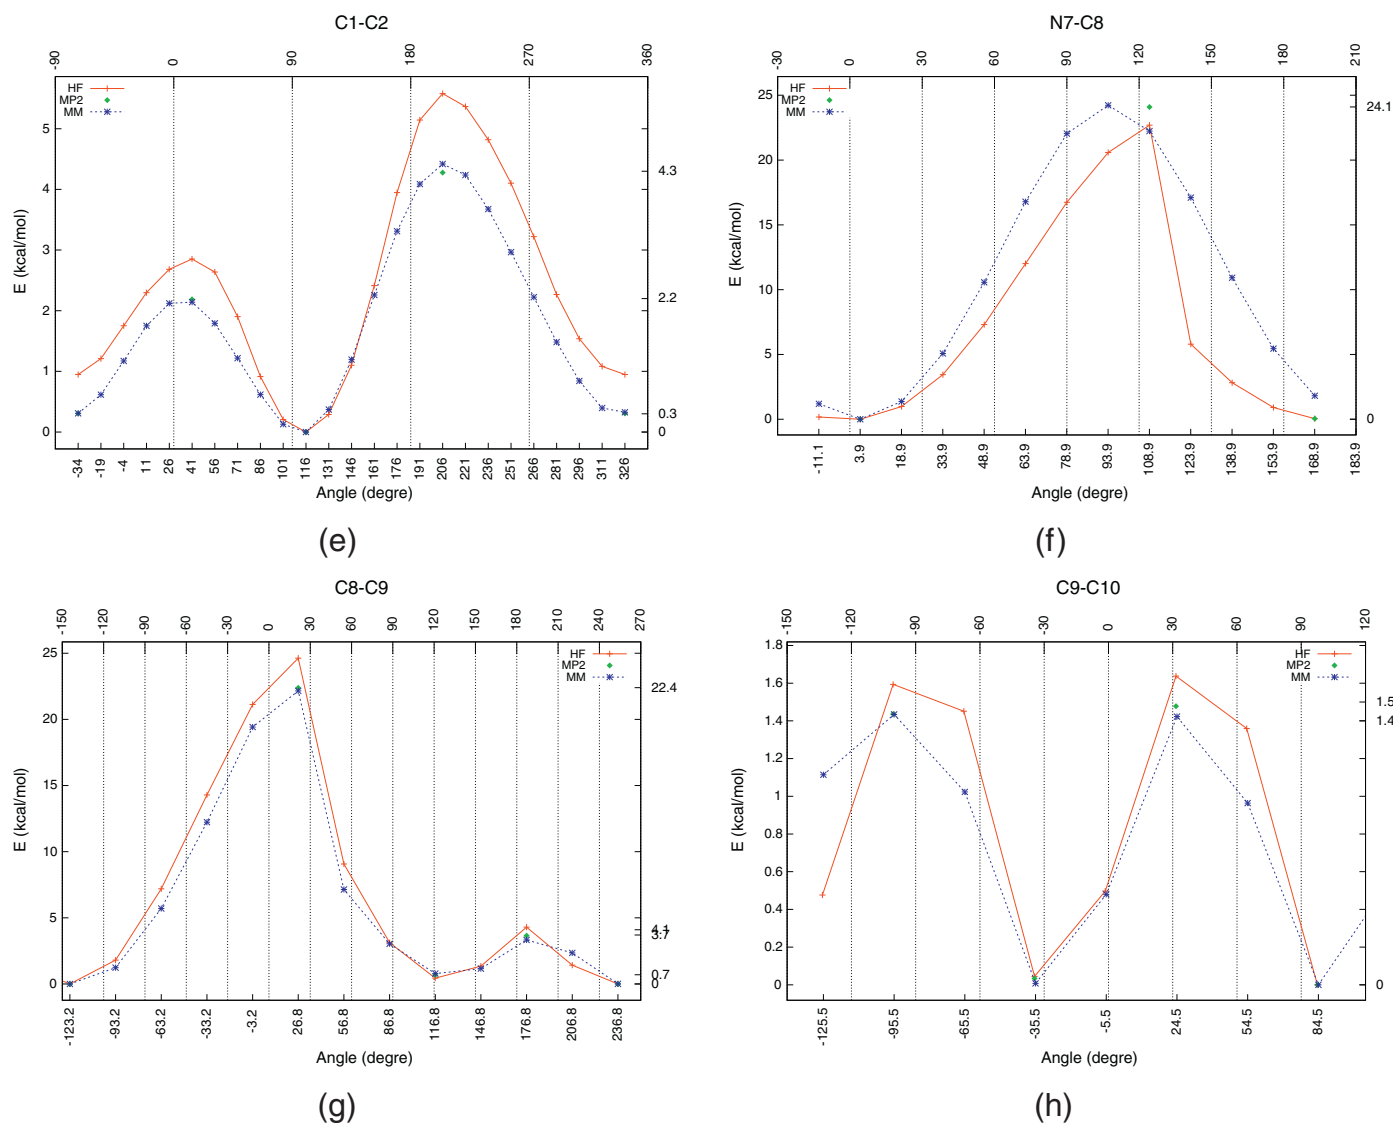 C1-C2
-90 0 90 180 270 360
HF
MP2
MM
5
4
3
2
1
0
4.3
2.2
0.3
0
E (kcal/mol)
-34 -19 -4 11 26 41 56 71 86 101 116 131 146 161 176 191 206 221 236 251 266 281 296 311 326
Angle (degre)
(e)
N7-C8
-30 0 30 60 90 120 150 180 210
HF
MP2
MM
25
20
15
10
5
0
24.1
0
E (kcal/mol)
-11.1 3.9 18.9 33.9 48.9 63.9 78.9 93.9 108.9 123.9 138.9 153.9 168.9 183.9
Angle (degre)
(f)
C8-C9
-150 -120 -90 -60 -30 0 30 60 90 120 150 180 210 240 270
HF
MP2
MM
25
20
15
10
5
0
22.4
4.1
3.7
0.7
0
E (kcal/mol)
-123.2 -93.2 -63.2 -33.2 -3.2 26.8 56.8 86.8 116.8 146.8 176.8 206.8 236.8
Angle (degre)
(g)
C9-C10
-150 -120 -90 -60 -30 0 30 60 90 120
HF
MP2
MM
1.8
1.6
1.4
1.2
1
0.8
0.6
0.4
0.2
0
1.5
1.4
0
E (kcal/mol)
-125.5 -95.5 -65.5 -35.5 -5.5 24.5 54.5 84.5
Angle (degre)
(h)